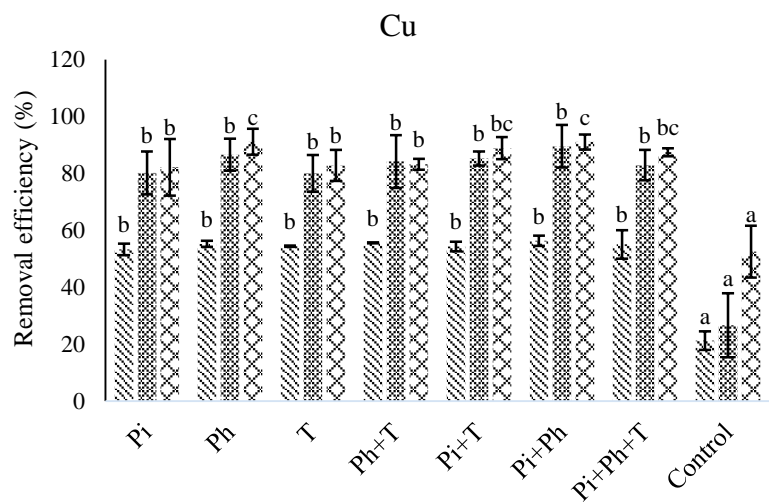 Cu
Removal efficiency (%)
120
100
80
60
40
20
0
b b b
b b c
b b b
b b b
b b bc
b b c
b b bc
a a a
Pi
Ph
T
Ph+T
Pi+T
Pi+Ph
Pi+Ph+T
Control